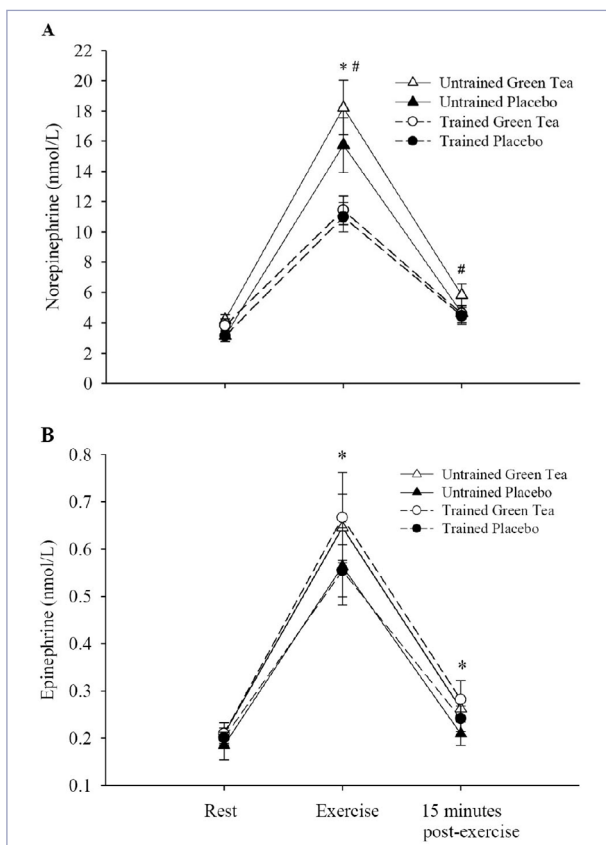 A
22
20
18
16
14
12
10
8
6
4
2
0
Norepinephrine (nmol/L)
* #
#
Untrained Green Tea
Untrained Placebo
Trained Green Tea
Trained Placebo
B
0.8
0.7
0.6
0.5
0.4
0.3
0.2
0.1
Epinephrine (nmol/L)
*
*
Untrained Green Tea
Untrained Placebo
Trained Green Tea
Trained Placebo
Rest
Exercise
15 minutes
post-exercise